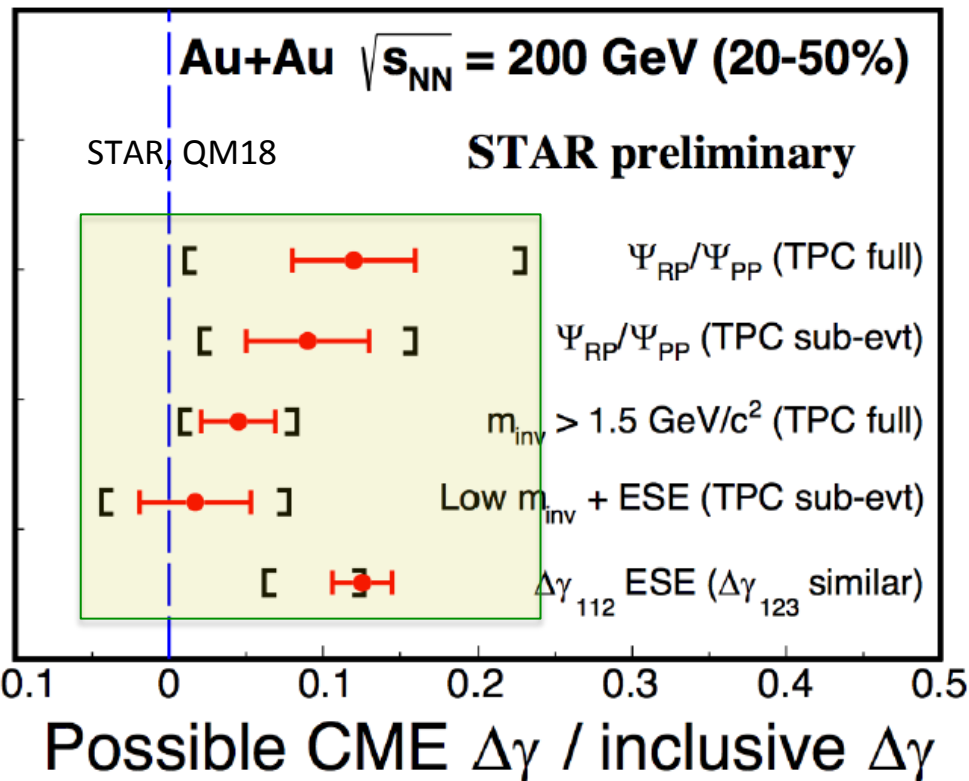 Au+Au √sNN = 200 GeV (20-50%)
STAR, QM18
STAR preliminary
ΨRP/ΨPP (TPC full)
ΨRP/ΨPP (TPC sub-evt)
minv > 1.5 GeV/c² (TPC full)
Low minv + ESE (TPC sub-evt)
Δγ112 ESE (Δγ123 similar)
0.1 0 0.1 0.2 0.3 0.4 0.5
Possible CME Δγ / inclusive Δγ